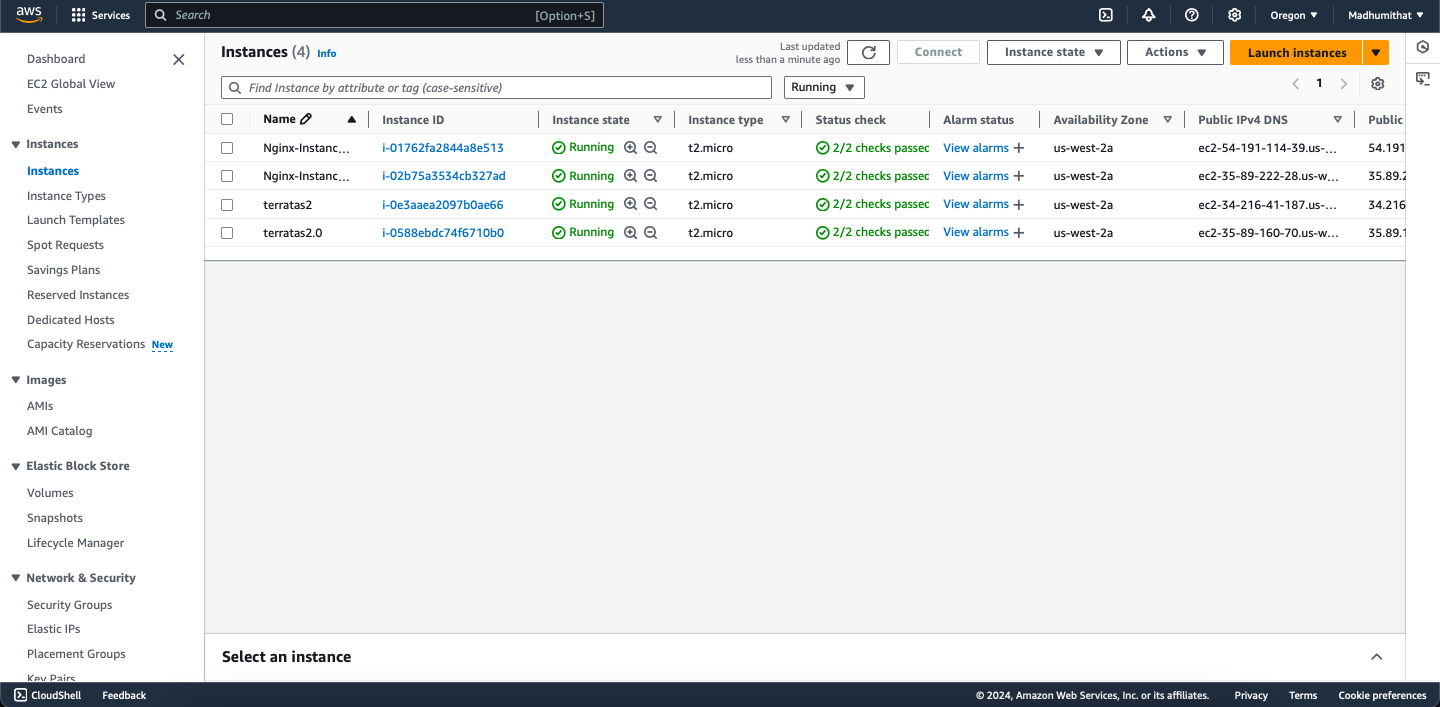 aws Services Search [Option+S] Oregon Madhumithat
Dashboard
EC2 Global View
Events
Instances
Instances
Instance Types
Launch Templates
Spot Requests
Savings Plans
Reserved Instances
Dedicated Hosts
Capacity Reservations New
Images
AMIs
AMI Catalog
Elastic Block Store
Volumes
Snapshots
Lifecycle Manager
Network & Security
Security Groups
Elastic IPs
Placement Groups
Key Pairs
Instances (4) Info
Last updated
less than a minute ago
Connect Instance state Actions Launch instances
Find Instance by attribute or tag (case-sensitive) Running 1
Name Instance ID Instance state Instance type Status check Alarm status Availability Zone Public IPv4 DNS Public
Nginx-Instanc... i-01762fa2844a8e513 Running t2.micro 2/2 checks passed View alarms + us-west-2a ec2-54-191-114-39.us-... 54.191
Nginx-Instanc... i-02b75a3534cb327ad Running t2.micro 2/2 checks passed View alarms + us-west-2a ec2-35-89-222-28.us-w... 35.89.2
terratas2 i-0e3aaea2097b0ae66 Running t2.micro 2/2 checks passed View alarms + us-west-2a ec2-34-216-41-187.us-... 34.216
terratas2.0 i-0588ebdc74f6710b0 Running t2.micro 2/2 checks passed View alarms + us-west-2a ec2-35-89-160-70.us-w... 35.89.1
Select an instance
CloudShell Feedback © 2024, Amazon Web Services, Inc. or its affiliates. Privacy Terms Cookie preferences